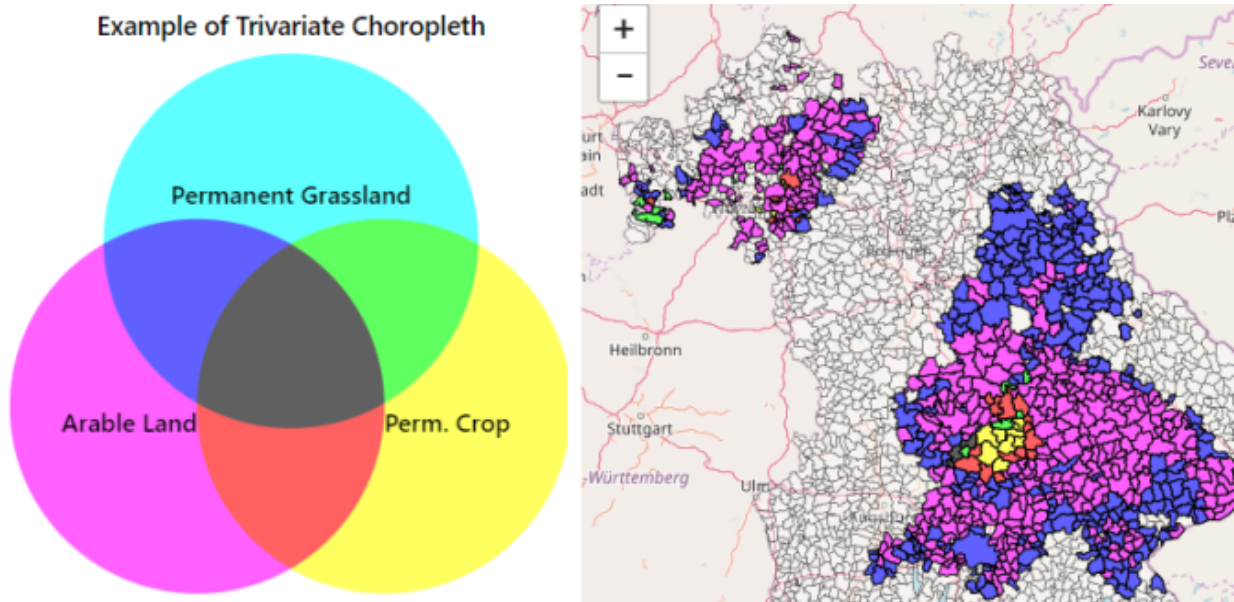 Example of Trivariate Choropleth
Permanent Grassland
Arable Land
Perm. Crop
+
−
Karlovy
Vary
Heilbronn
Stuttgart
-Württemberg
Ulm